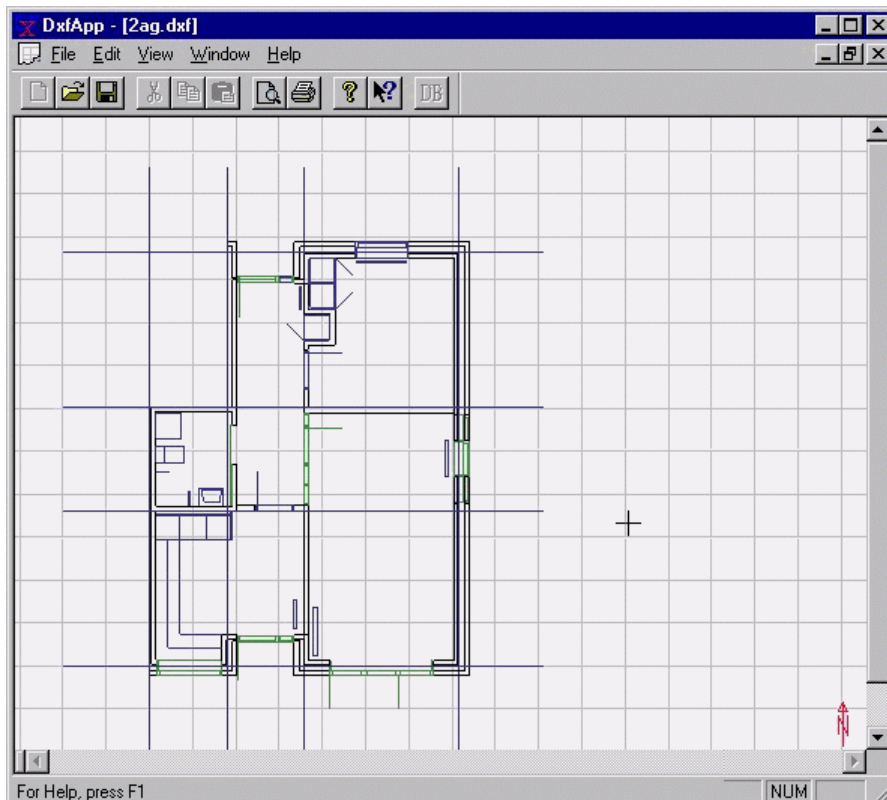 DxfApp - [2ag.dxf]
File Edit View Window Help
DB
N
For Help, press F1
NUM